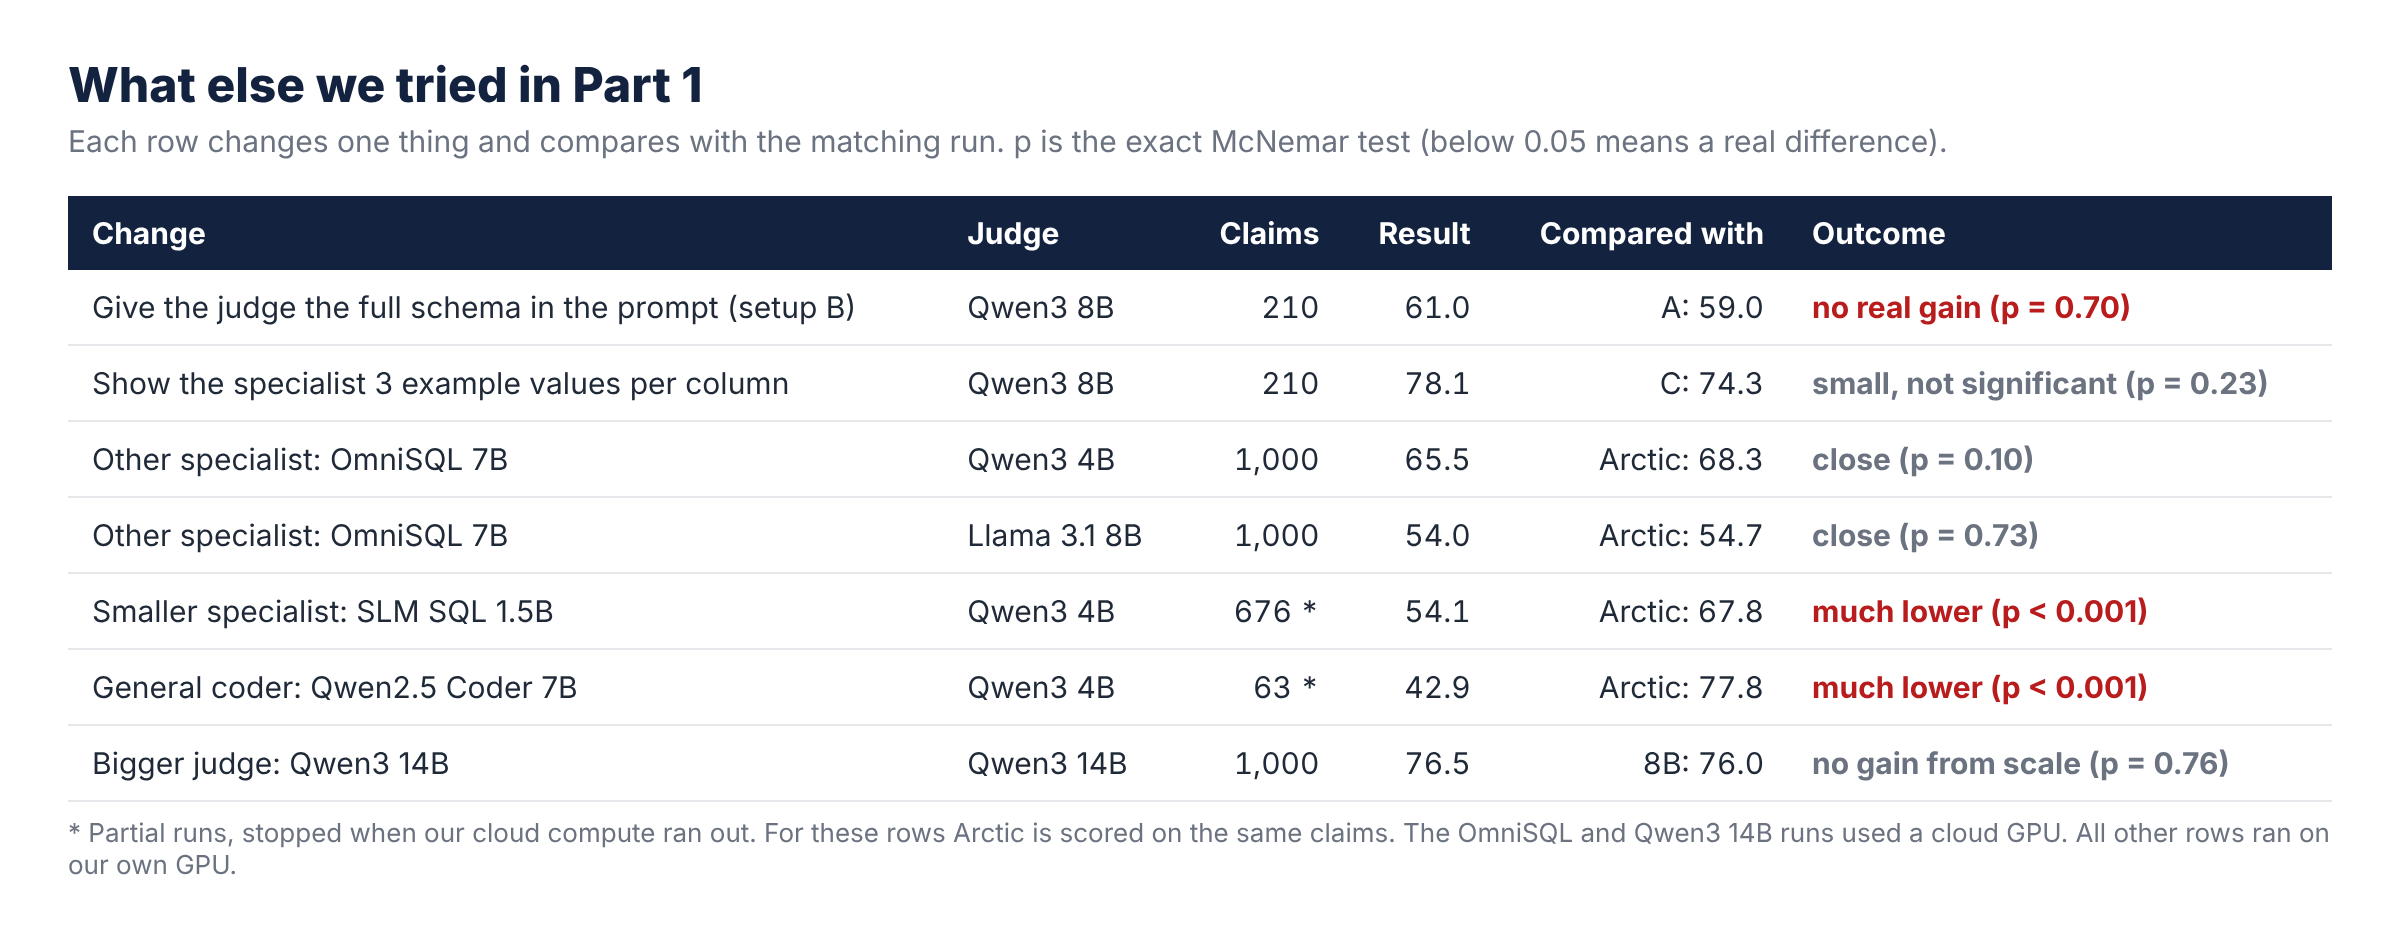 What else we tried in Part 1
Each row changes one thing and compares with the matching run. p is the exact McNemar test (below 0.05 means a real difference).
Change Judge Claims Result Compared with Outcome
Give the judge the full schema in the prompt (setup B) Qwen3 8B 210 61.0 A: 59.0 no real gain (p = 0.70)
Show the specialist 3 example values per column Qwen3 8B 210 78.1 C: 74.3 small, not significant (p = 0.23)
Other specialist: OmniSQL 7B Qwen3 4B 1,000 65.5 Arctic: 68.3 close (p = 0.10)
Other specialist: OmniSQL 7B Llama 3.1 8B 1,000 54.0 Arctic: 54.7 close (p = 0.73)
Smaller specialist: SLM SQL 1.5B Qwen3 4B 676 * 54.1 Arctic: 67.8 much lower (p < 0.001)
General coder: Qwen2.5 Coder 7B Qwen3 4B 63 * 42.9 Arctic: 77.8 much lower (p < 0.001)
Bigger judge: Qwen3 14B Qwen3 14B 1,000 76.5 8B: 76.0 no gain from scale (p = 0.76)
* Partial runs, stopped when our cloud compute ran out. For these rows Arctic is scored on the same claims. The OmniSQL and Qwen3 14B runs used a cloud GPU. All other rows ran on
our own GPU.